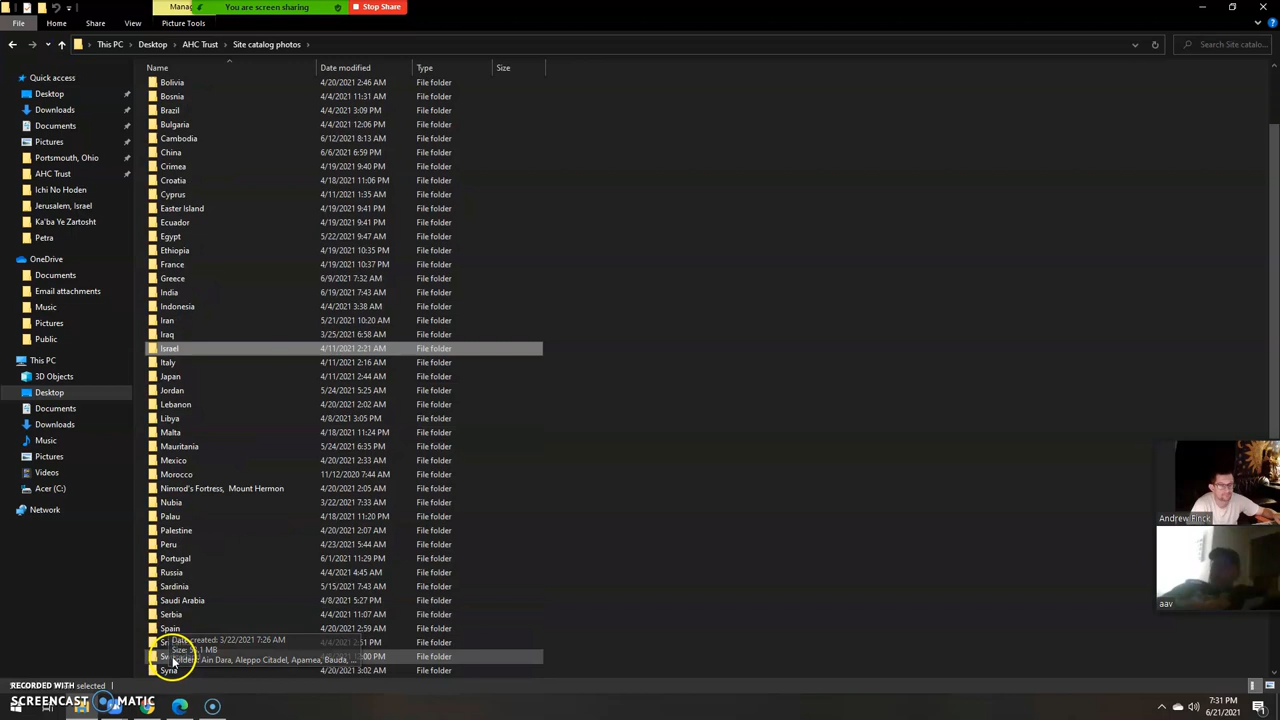 Manag
You are screen sharing
Stop Share
File Home Share View Picture Tools
This PC Desktop AHC Trust Site catalog photos
Search Site catalo...
Name Date modified Type Size
Quick access
Desktop
Downloads
Documents
Pictures
Portsmouth, Ohio
AHC Trust
Ichi No Hoden
Jerusalem, Israel
Ka'ba Ye Zartosht
Petra
OneDrive
Documents
Email attachments
Music
Pictures
Public
This PC
3D Objects
Desktop
Documents
Downloads
Music
Pictures
Videos
Acer (C:)
Network
Bolivia 4/20/2021 2:46 AM File folder
Bosnia 4/4/2021 11:31 AM File folder
Brazil 4/4/2021 3:09 PM File folder
Bulgaria 4/4/2021 12:06 PM File folder
Cambodia 6/12/2021 8:13 AM File folder
China 6/6/2021 6:59 PM File folder
Crimea 4/19/2021 9:40 PM File folder
Croatia 4/18/2021 11:06 PM File folder
Cyprus 4/11/2021 1:35 AM File folder
Easter Island 4/19/2021 9:41 PM File folder
Ecuador 4/19/2021 9:41 PM File folder
Egypt 5/22/2021 9:47 AM File folder
Ethiopia 4/19/2021 10:35 PM File folder
France 4/19/2021 10:37 PM File folder
Greece 6/9/2021 7:32 AM File folder
India 6/19/2021 7:43 AM File folder
Indonesia 4/4/2021 3:38 AM File folder
Iran 5/21/2021 10:20 AM File folder
Iraq 3/25/2021 6:58 AM File folder
Israel 4/11/2021 2:21 AM File folder
Italy 4/11/2021 2:16 AM File folder
Japan 4/11/2021 2:44 AM File folder
Jordan 5/24/2021 5:25 AM File folder
Lebanon 4/20/2021 2:02 AM File folder
Libya 4/8/2021 3:05 PM File folder
Malta 4/18/2021 11:24 PM File folder
Mauritania 5/24/2021 6:35 PM File folder
Mexico 4/20/2021 2:33 AM File folder
Morocco 11/12/2020 7:44 AM File folder
Nimrod's Fortress, Mount Hermon 4/20/2021 2:05 AM File folder
Nubia 3/22/2021 7:33 AM File folder
Palau 4/18/2021 11:20 PM File folder
Palestine 4/20/2021 2:07 AM File folder
Peru 4/23/2021 5:44 AM File folder
Portugal 6/1/2021 11:29 PM File folder
Russia 4/4/2021 4:45 AM File folder
Sardinia 5/15/2021 7:43 AM File folder
Saudi Arabia 4/8/2021 5:27 PM File folder
Serbia 4/4/2021 11:07 AM File folder
Spain 4/20/2021 2:59 AM File folder
Date created: 3/22/2021 7:26 AM
File folder
Ain Dara, Aleppo Citadel, Apamea, Bauda, ...
File folder
Syria 4/20/2021 3:02 AM File folder
selected
Andrew Finck
aav
RECORDED WITH
SCREENCAST MATIC
7:31 PM
6/21/2021